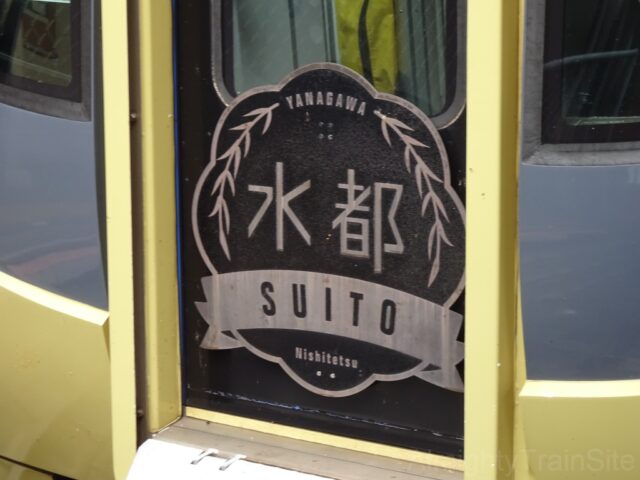 YANAGAWA
水都
SUITO
Nishitetsu